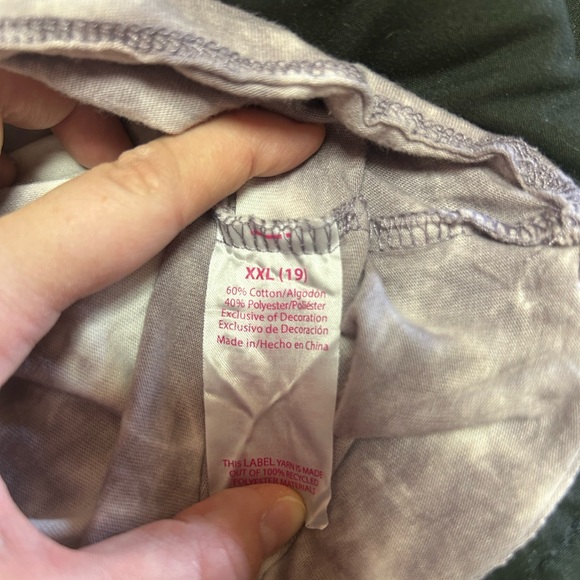 XXL (19)
60% Cotton/Algodón
40% Polyester/Poliéster
Exclusive of Decoration
Exclusivo de Decoración
Made in/Hecho en China
THIS LABEL YARN IS MADE
OUT OF 100% RECYCLED
POLYESTER MATERIALS